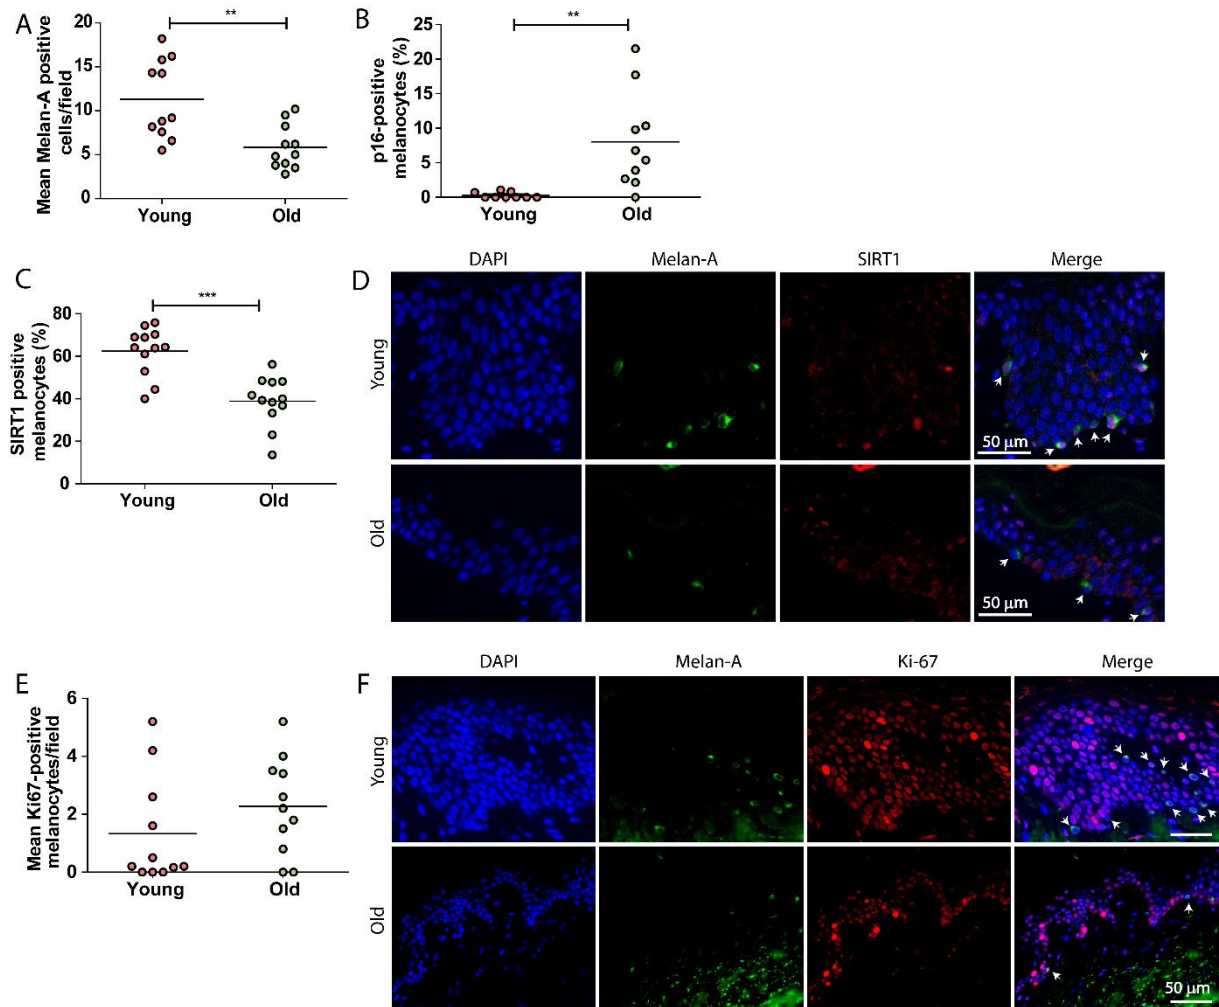 A
**
Mean Melan-A positive
cells/field
20
15
10
5
0
Young
Old
B
**
p16-positive
melanocytes (%)
25
20
15
10
5
0
Young
Old
C
***
SIRT1 positive
melanocytes (%)
80
60
40
20
0
Young
Old
D
DAPI
Melan-A
SIRT1
Merge
Young
50 μm
Old
50 μm
E
Mean Ki67-positive
melanocytes/field
6
4
2
0
Young
Old
F
DAPI
Melan-A
Ki-67
Merge
Young
Old
50 μm